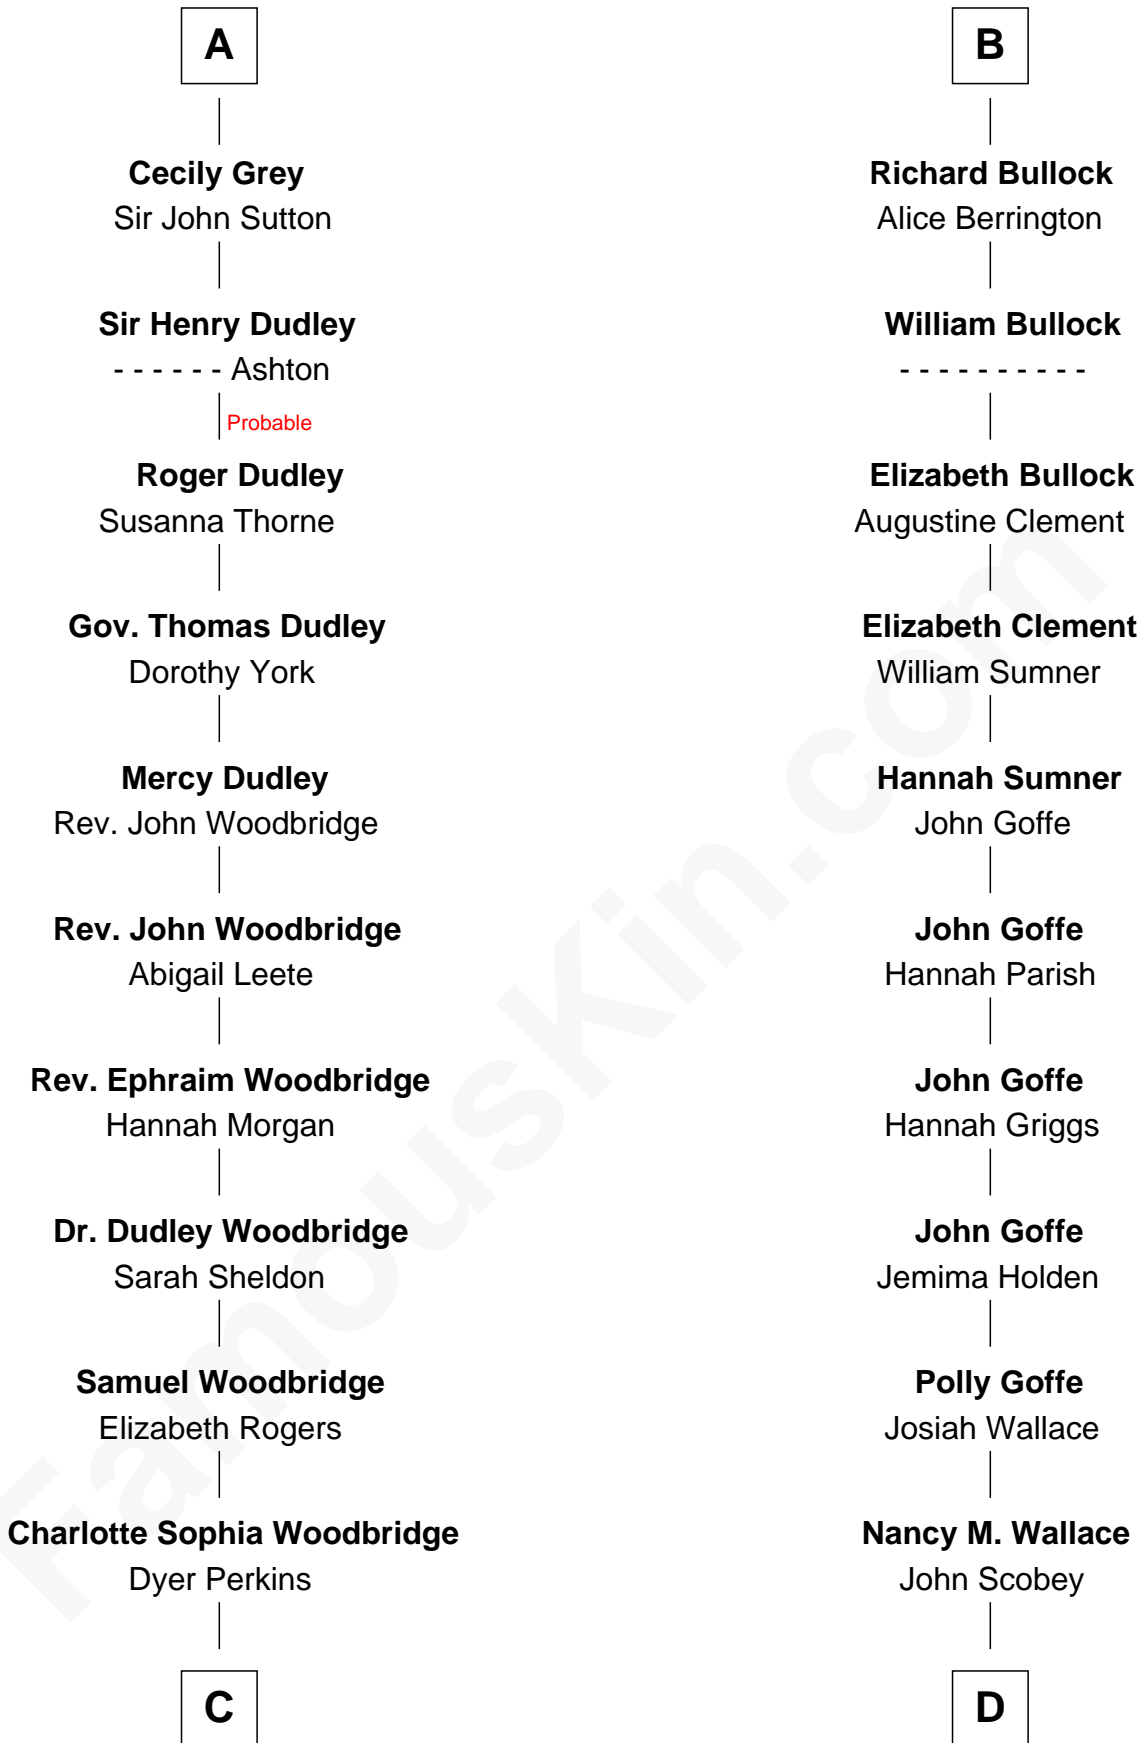 A
Cecily Grey
Sir John Sutton
Sir Henry Dudley
- - - - - - Ashton
Probable
Roger Dudley
Susanna Thorne
Gov. Thomas Dudley
Dorothy York
Mercy Dudley
Rev. John Woodbridge
Rev. John Woodbridge
Abigail Leete
Rev. Ephraim Woodbridge
Hannah Morgan
Dr. Dudley Woodbridge
Sarah Sheldon
Samuel Woodbridge
Elizabeth Rogers
Charlotte Sophia Woodbridge
Dyer Perkins
C
B
Richard Bullock
Alice Berrington
William Bullock
- - - - - - - - - -
Elizabeth Bullock
Augustine Clement
Elizabeth Clement
William Sumner
Hannah Sumner
John Goffe
John Goffe
Hannah Parish
John Goffe
Hannah Griggs
John Goffe
Jemima Holden
Polly Goffe
Josiah Wallace
Nancy M. Wallace
John Scobey
D
FamousKin.com